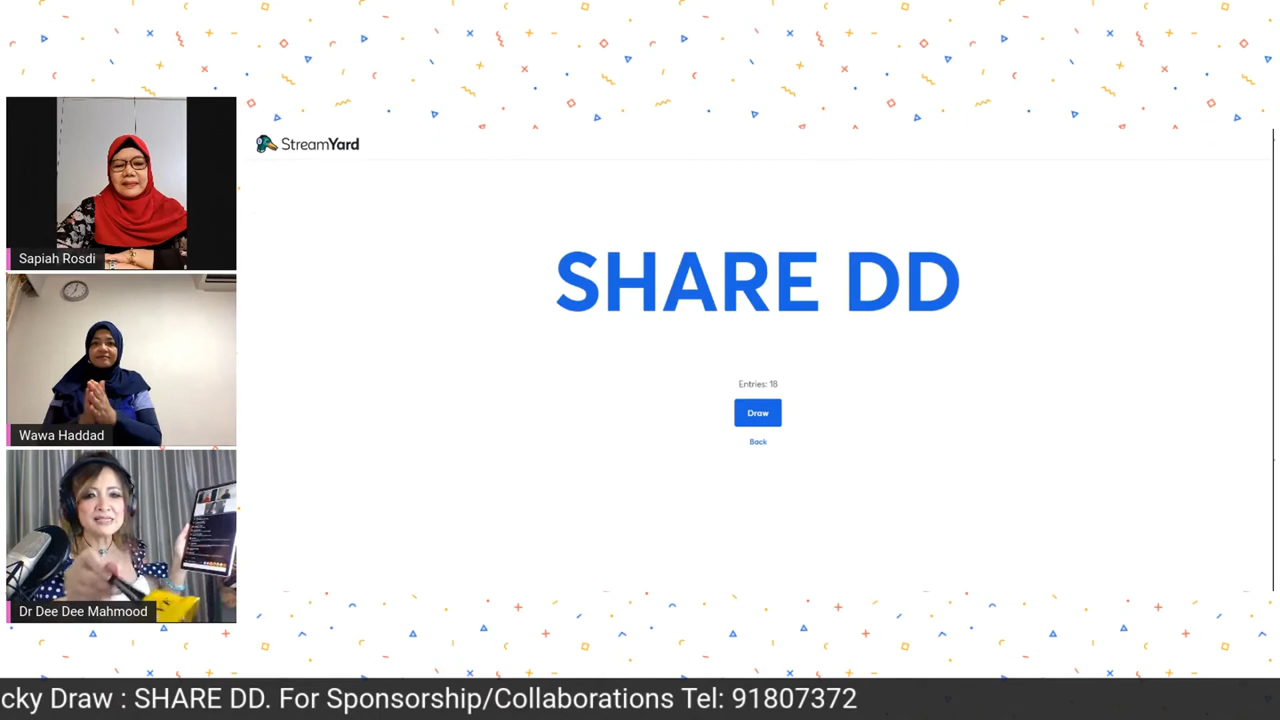 StreamYard
SHARE DD
Entries: 18
Draw
Back
Sapiah Rosdi
Wawa Haddad
Dr Dee Dee Mahmood
cky Draw : SHARE DD. For Sponsorship/Collaborations Tel: 91807372